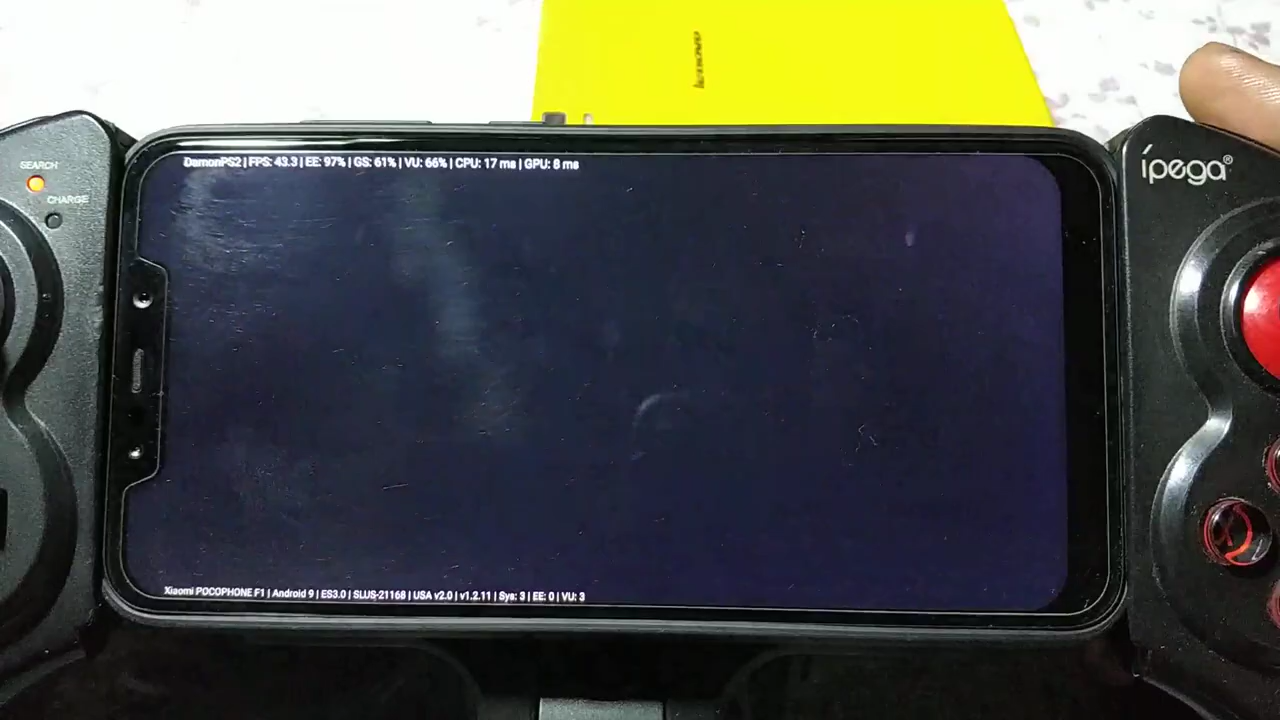 lenovo
DamonPS2 | FPS: 43.3 | EE: 97% | GS: 61% | VU: 66% | CPU: 17 ms | GPU: 8 ms
SEARCH
CHARGE
ípega®
Xiaomi POCOPHONE F1 | Android 9 | ES3.0 | SLUS-21168 | USA v2.0 | v1.2.11 | Sys: 3 | EE: 0 | VU: 3